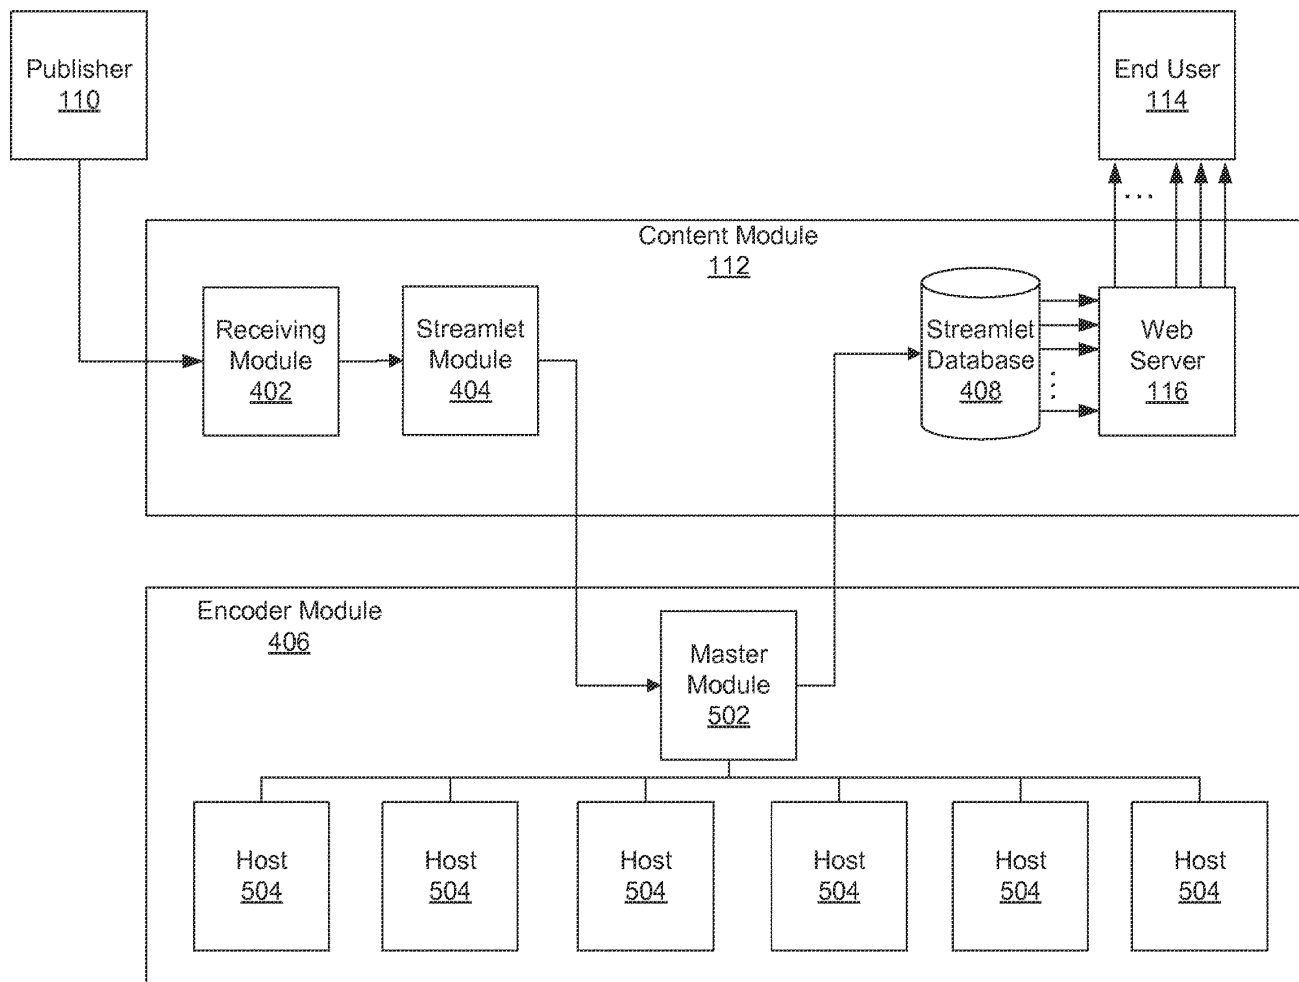 Publisher
110
End User
114
...
Content Module
112
Receiving
Module
402
Streamlet
Module
404
Streamlet
Database
408
...
Web
Server
116
Encoder Module
406
Master
Module
502
Host
504
Host
504
Host
504
Host
504
Host
504
Host
504